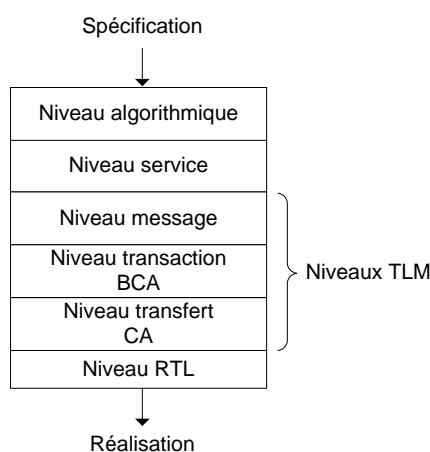 Spécification
Niveau algorithmique
Niveau service
Niveau message
Niveau transaction
BCA
Niveaux TLM
Niveau transfert
CA
Niveau RTL
Réalisation